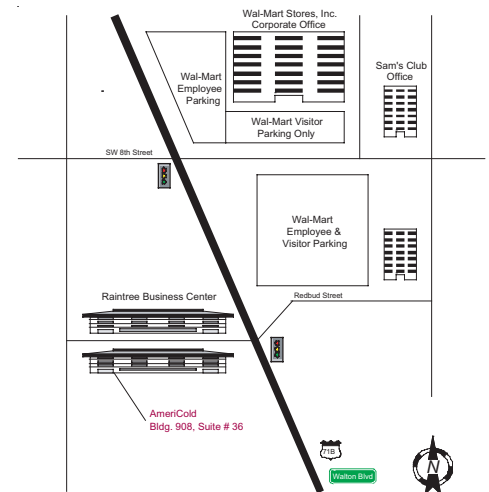 Wal-Mart Stores, Inc.
Corporate Office
Wal-Mart
Employee
Parking
Sam's Club
Office
Wal-Mart Visitor
Parking Only
SW 8th Street
Wal-Mart
Employee &
Visitor Parking
Raintree Business Center
Redbud Street
AmeriCold
Bldg. 908, Suite # 36
71B
Walton Blvd
N